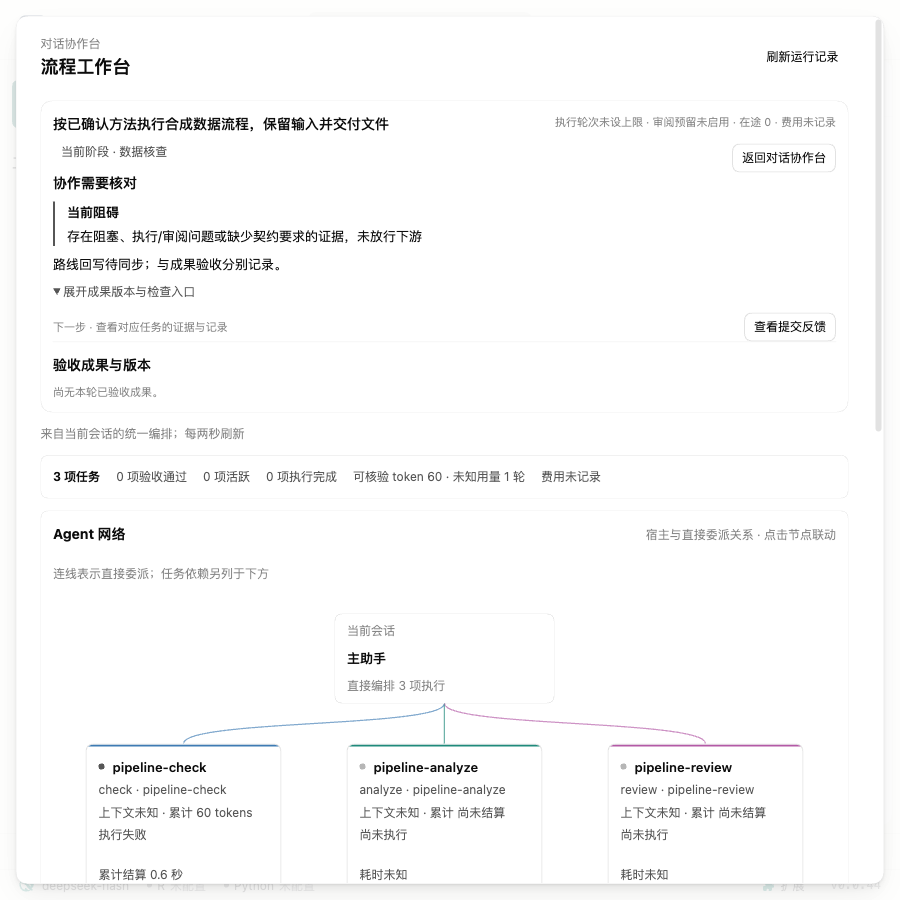 对话协作台
流程工作台
刷新运行记录
按已确认方法执行合成数据流程，保留输入并交付文件
执行轮次未设上限 · 审阅预留未启用 · 在途 0 · 费用未记录
当前阶段 · 数据核查
返回对话协作台
协作需要核对
当前阻碍
存在阻塞、执行/审阅问题或缺少契约要求的证据，未放行下游
路线回写待同步；与成果验收分别记录。
▼展开成果版本与检查入口
下一步 · 查看对应任务的证据与记录
查看提交反馈
验收成果与版本
尚无本轮已验收成果。
来自当前会话的统一编排；每两秒刷新
3 项任务 0 项验收通过 0 项活跃 0 项执行完成 可核验 token 60 · 未知用量 1 轮 费用未记录
Agent 网络
宿主与直接委派关系 · 点击节点联动
连线表示直接委派；任务依赖另列于下方
当前会话
主助手
直接编排 3 项执行
pipeline-check
check · pipeline-check
上下文未知 · 累计 60 tokens
执行失败
累计结算 0.6 秒
pipeline-analyze
analyze · pipeline-analyze
上下文未知 · 累计 尚未结算
尚未执行
耗时未知
pipeline-review
review · pipeline-review
上下文未知 · 累计 尚未结算
尚未执行
耗时未知
deepseek-flash
R 未配置
Python 未配置
扩展